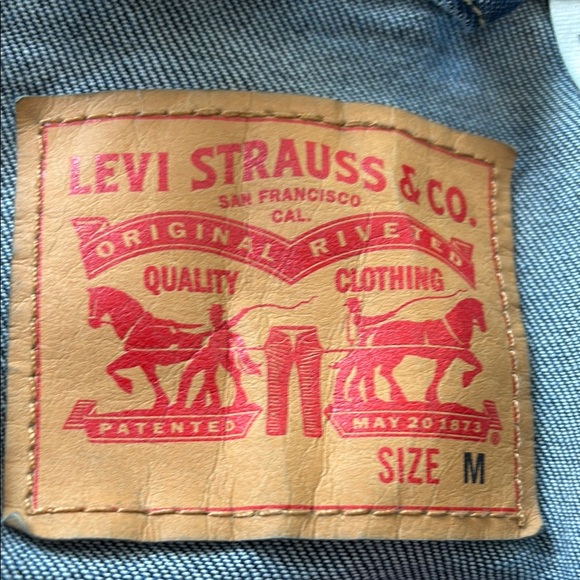 LEVI STRAUSS & CO.
SAN FRANCISCO
CAL.
ORIGINAL RIVETED
QUALITY CLOTHING
PATENTED MAY 20 1873 ®
SIZE M